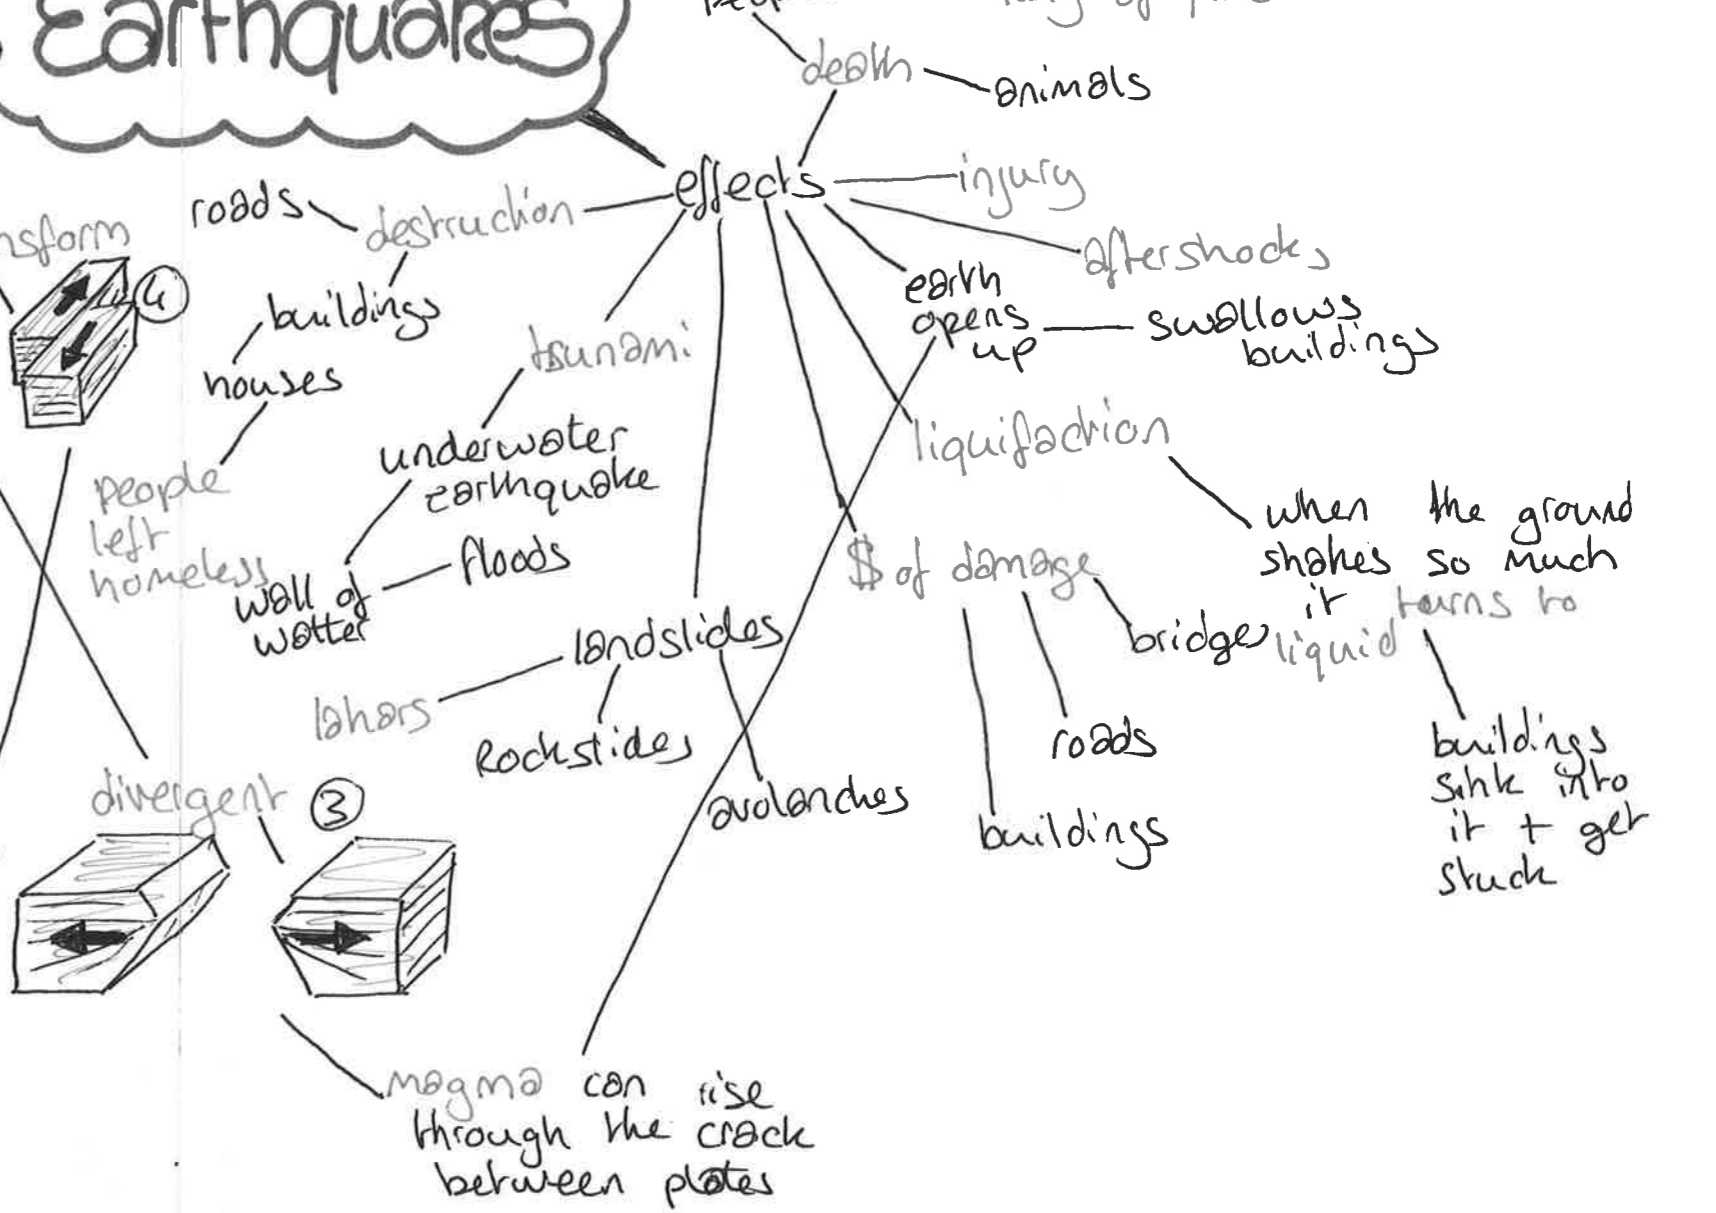 Earthquakes
death
animals
effects
injury
aftershocks
earth
opens
up
swallows
buildings
liquifaction
when the ground
shakes so much
it turns to
liquid
buildings
sink into
it + get
stuck
$ of damage
bridges
roads
buildings
landslides
lahars
Rockslides
avalanches
tsunami
underwater
earthquake
wall of
watter
floods
destruction
roads
buildings
houses
people
left
homeless
nsform
4
divergent
3
magma can rise
through the crack
between plates